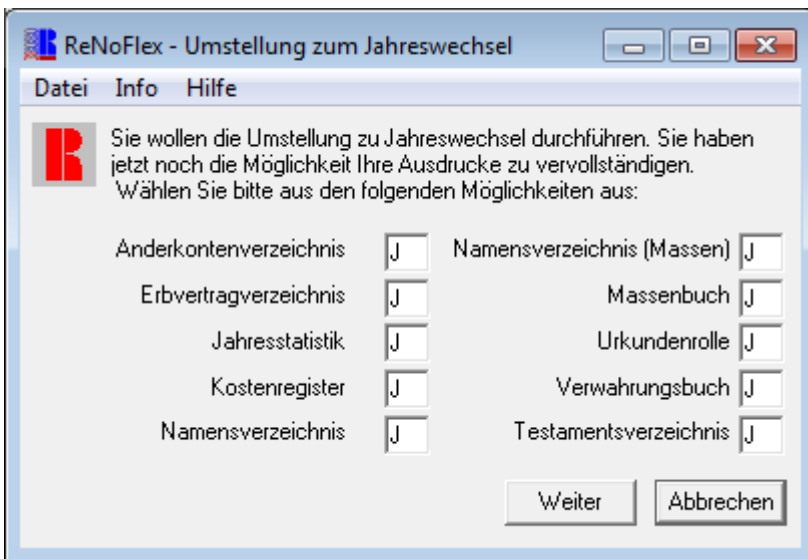 ReNoFlex - Umstellung zum Jahreswechsel
Datei Info Hilfe
Sie wollen die Umstellung zu Jahreswechsel durchführen. Sie haben
jetzt noch die Möglichkeit Ihre Ausdrucke zu vervollständigen.
Wählen Sie bitte aus den folgenden Möglichkeiten aus:
Anderkontenverzeichnis J Namensverzeichnis (Massen) J
Erbvertragverzeichnis J Massenbuch J
Jahresstatistik J Urkundenrolle J
Kostenregister J Verwahrungsbuch J
Namensverzeichnis J Testamentsverzeichnis J
Weiter Abbrechen